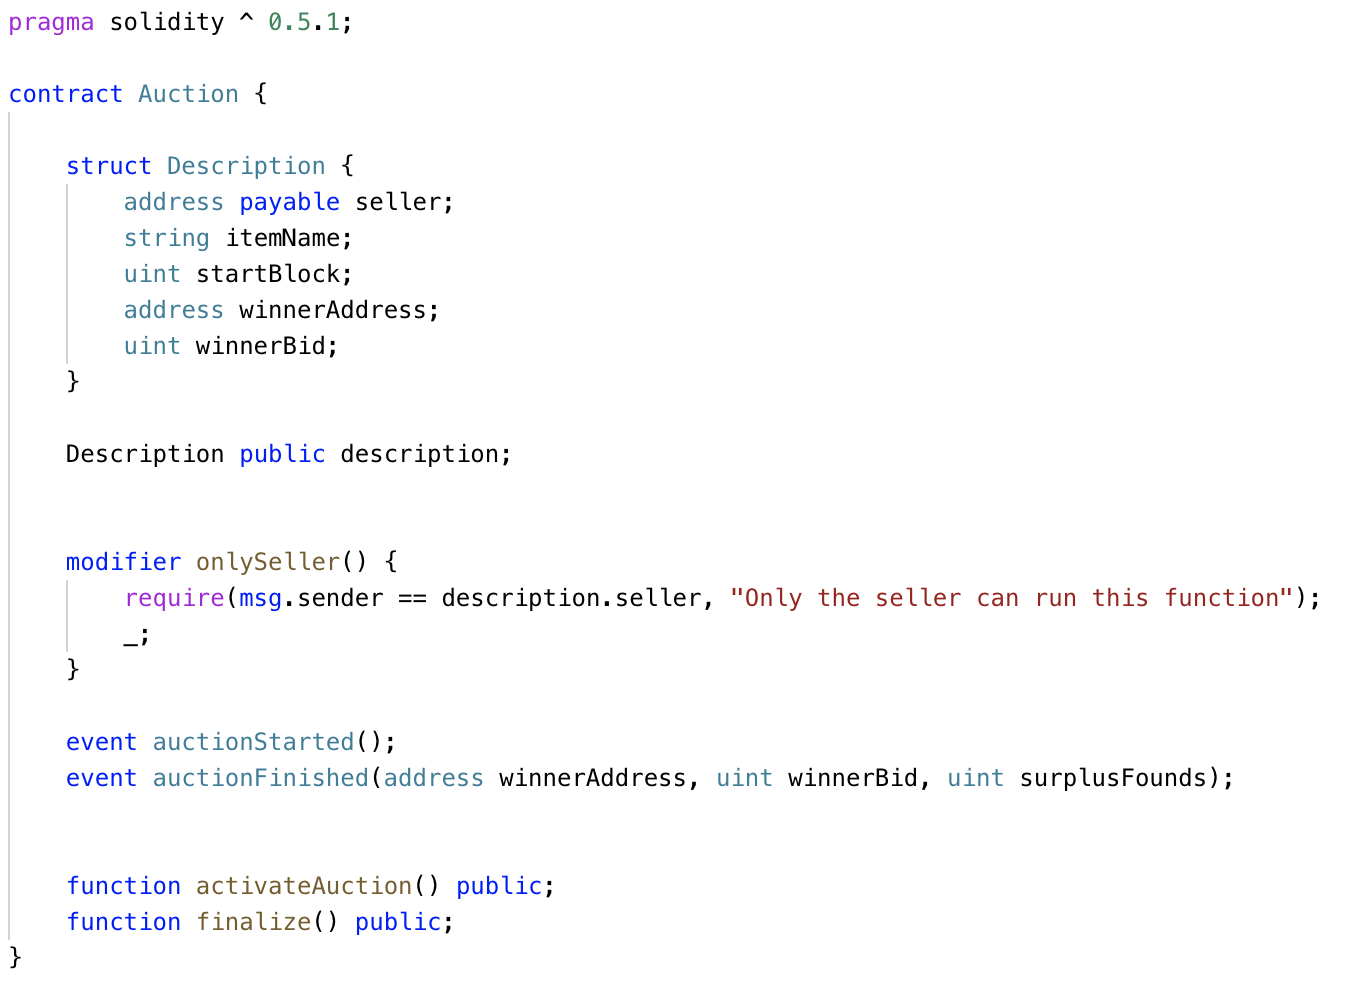 pragma solidity ^ 0.5.1;
contract Auction {
struct Description {
address payable seller;
string itemName;
uint startBlock;
address winnerAddress;
uint winnerBid;
}
Description public description;
modifier onlySeller() {
require(msg.sender == description.seller, "Only the seller can run this function");
_;
}
event auctionStarted();
event auctionFinished(address winnerAddress, uint winnerBid, uint surplusFounds);
function activateAuction() public;
function finalize() public;
}